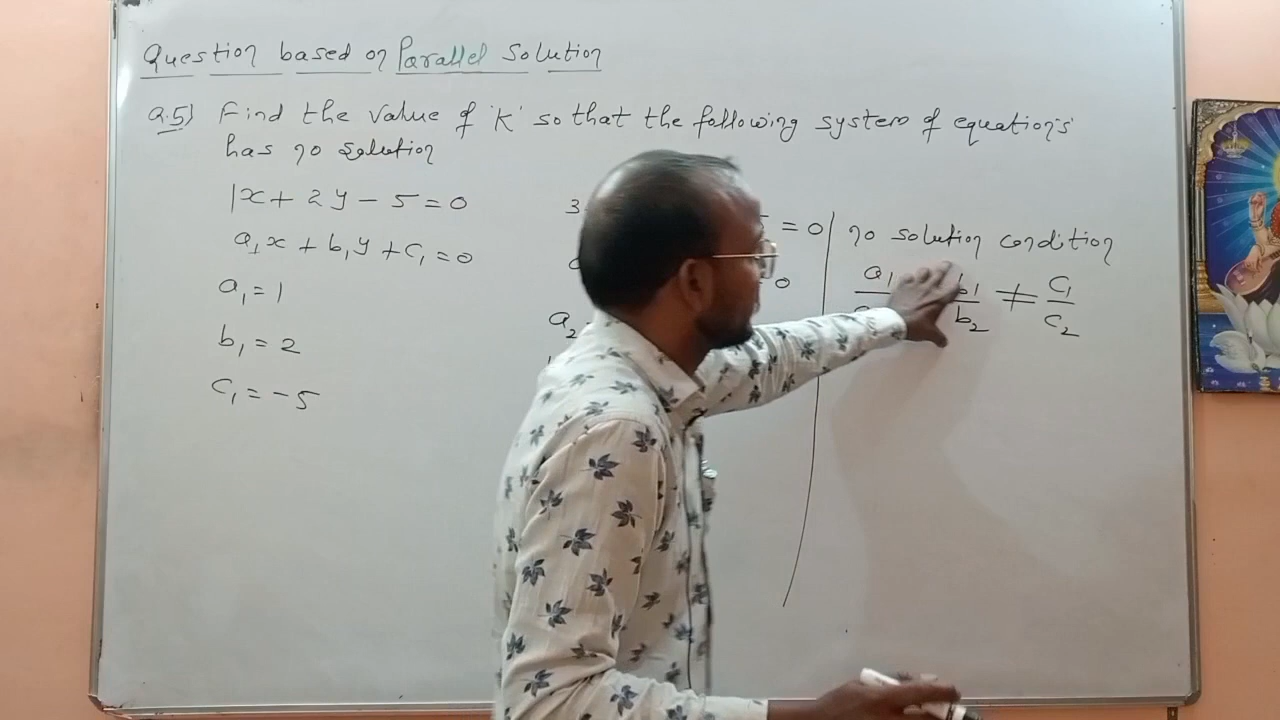 Question based on Parallel Solution
Q.5) Find the value of 'K' so that the following system of equation's
has no solution
1x + 2y - 5 = 0
a₁x + b₁y + c₁ = 0
a₁ = 1
b₁ = 2
c₁ = -5
3
= 0
0
a₂
no solution condition
a₁ b₁ ≠ c₁
b₂ c₂